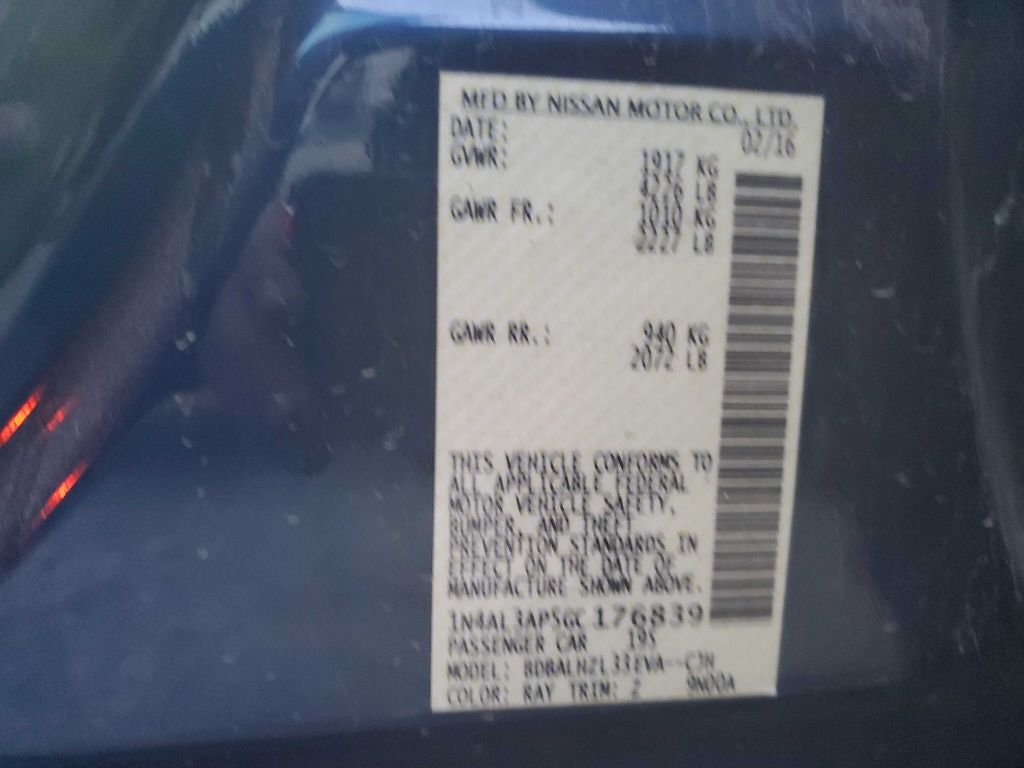 MFD BY NISSAN MOTOR CO., LTD.
DATE: 02/16
GVWR: 1917 KG
4226 LB
GAWR FR.: 1010 KG
2227 LB
GAWR RR.: 940 KG
2072 LB
THIS VEHICLE CONFORMS TO
ALL APPLICABLE FEDERAL
MOTOR VEHICLE SAFETY,
BUMPER, AND THEFT
PREVENTION STANDARDS IN
EFFECT ON THE DATE OF
MANUFACTURE SHOWN ABOVE.
1N4AL3AP5GC176839
PASSENGER CAR 195
MODEL:
COLOR: RAY TRIM: Z